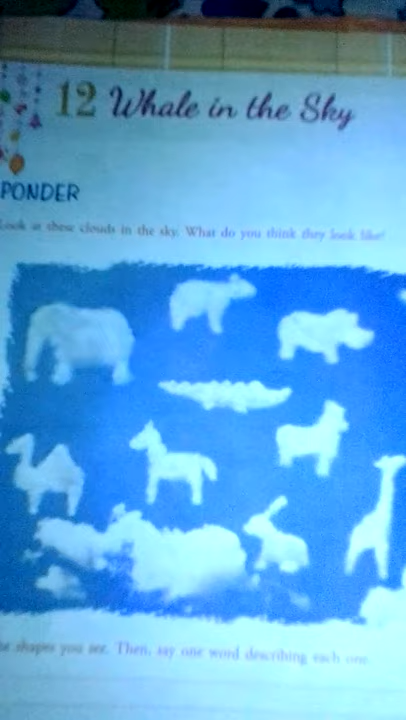 12 Whale in the Sky
PONDER
Look at these clouds in the sky. What do you think they look like?
he shapes you see. Then, say one word describing each one.